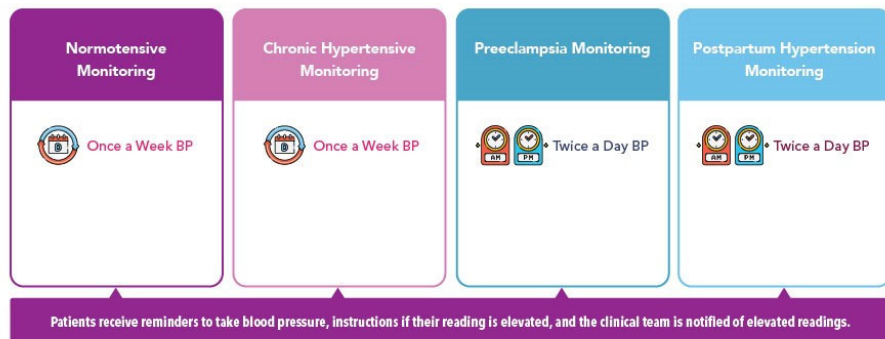 Normotensive
Monitoring
Once a Week BP
Chronic Hypertensive
Monitoring
Once a Week BP
Preeclampsia Monitoring
AM
PM
Twice a Day BP
Postpartum Hypertension
Monitoring
AM
PM
Twice a Day BP
Patients receive reminders to take blood pressure, instructions if their reading is elevated, and the clinical team is notified of elevated readings.